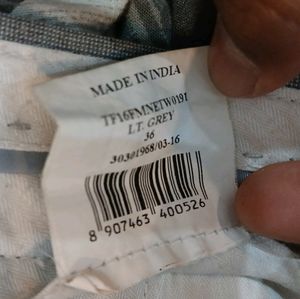 MADE IN INDIA
TF16FMNETW0191
LT. GREY
36
30301968/03-16
8 907463 400526